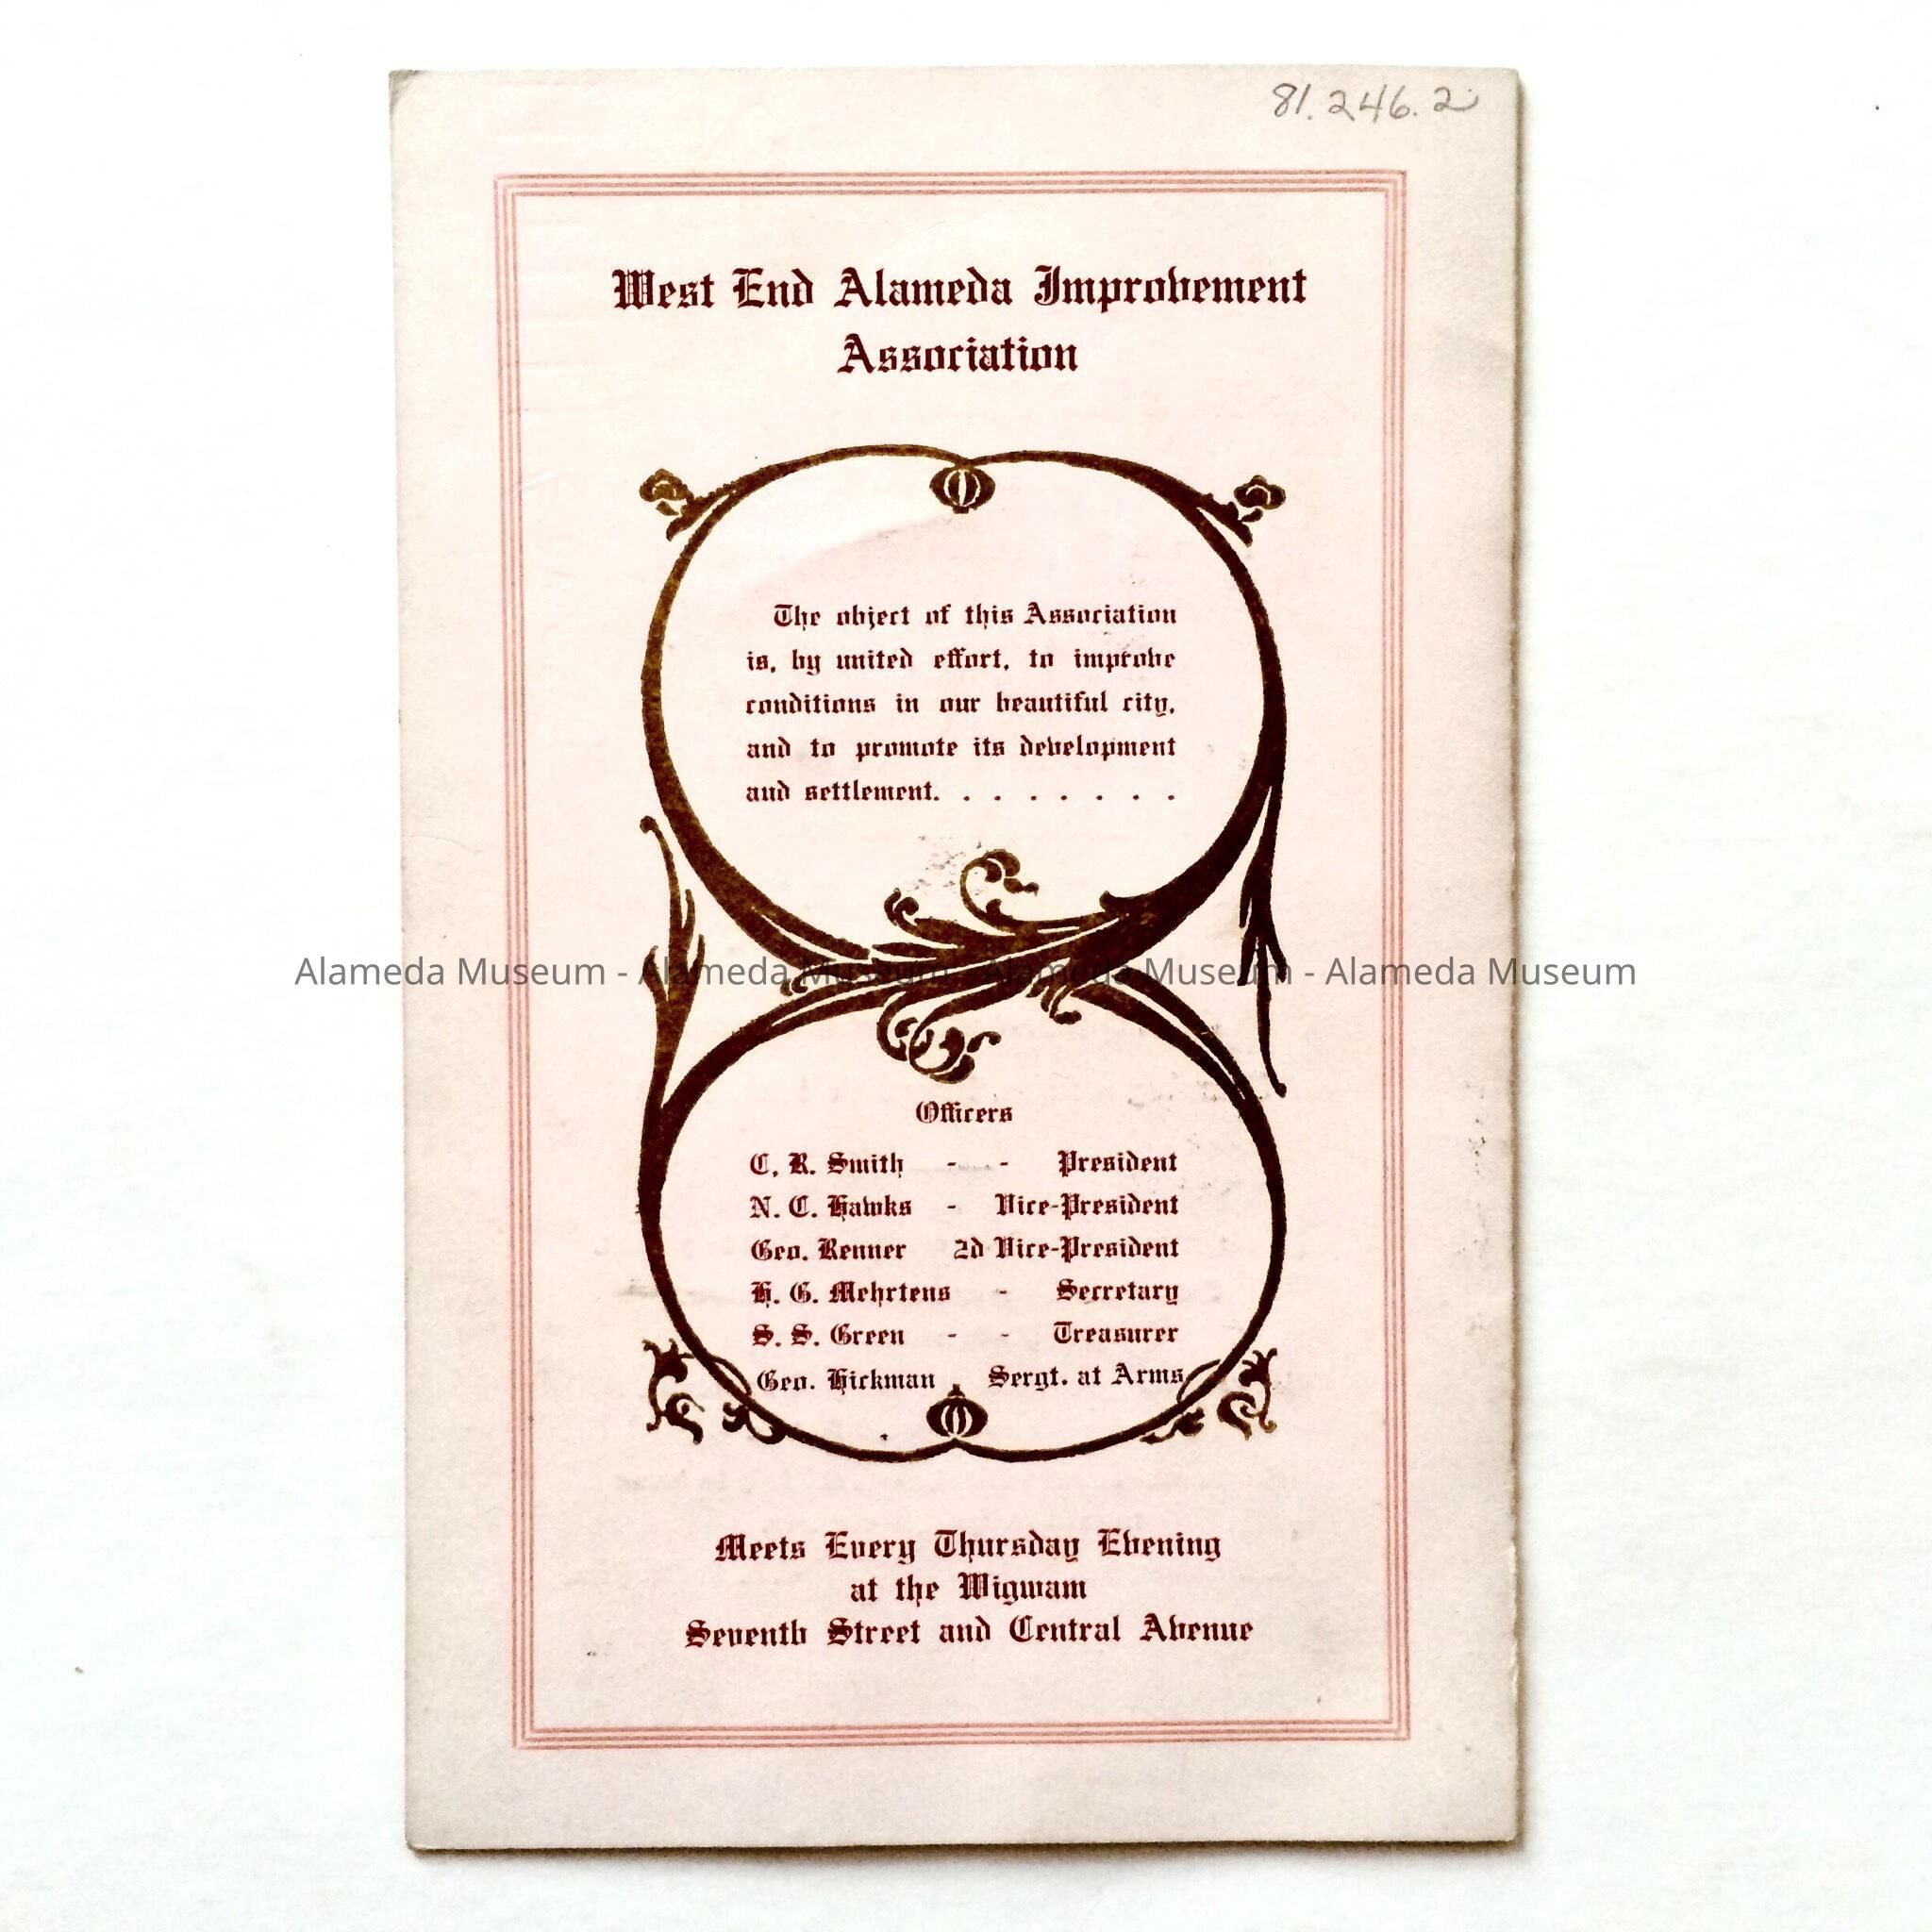 81.246.2
West End Alameda Improvement
Association
The object of this Association
is, by united effort, to improve
conditions in our beautiful city,
and to promote its development
and settlement. . . . . . . .
Alameda Museum - Alameda Museum - Alameda Museum - Alameda Museum
Officers
C. R. Smith - - President
N. C. Hawks - Vice-President
Geo. Renner 2d Vice-President
H. G. Mehrtens - Secretary
S. S. Green - - Treasurer
Geo. Hickman Sergt. at Arms
Meets Every Thursday Evening
at the Wigwam
Seventh Street and Central Avenue